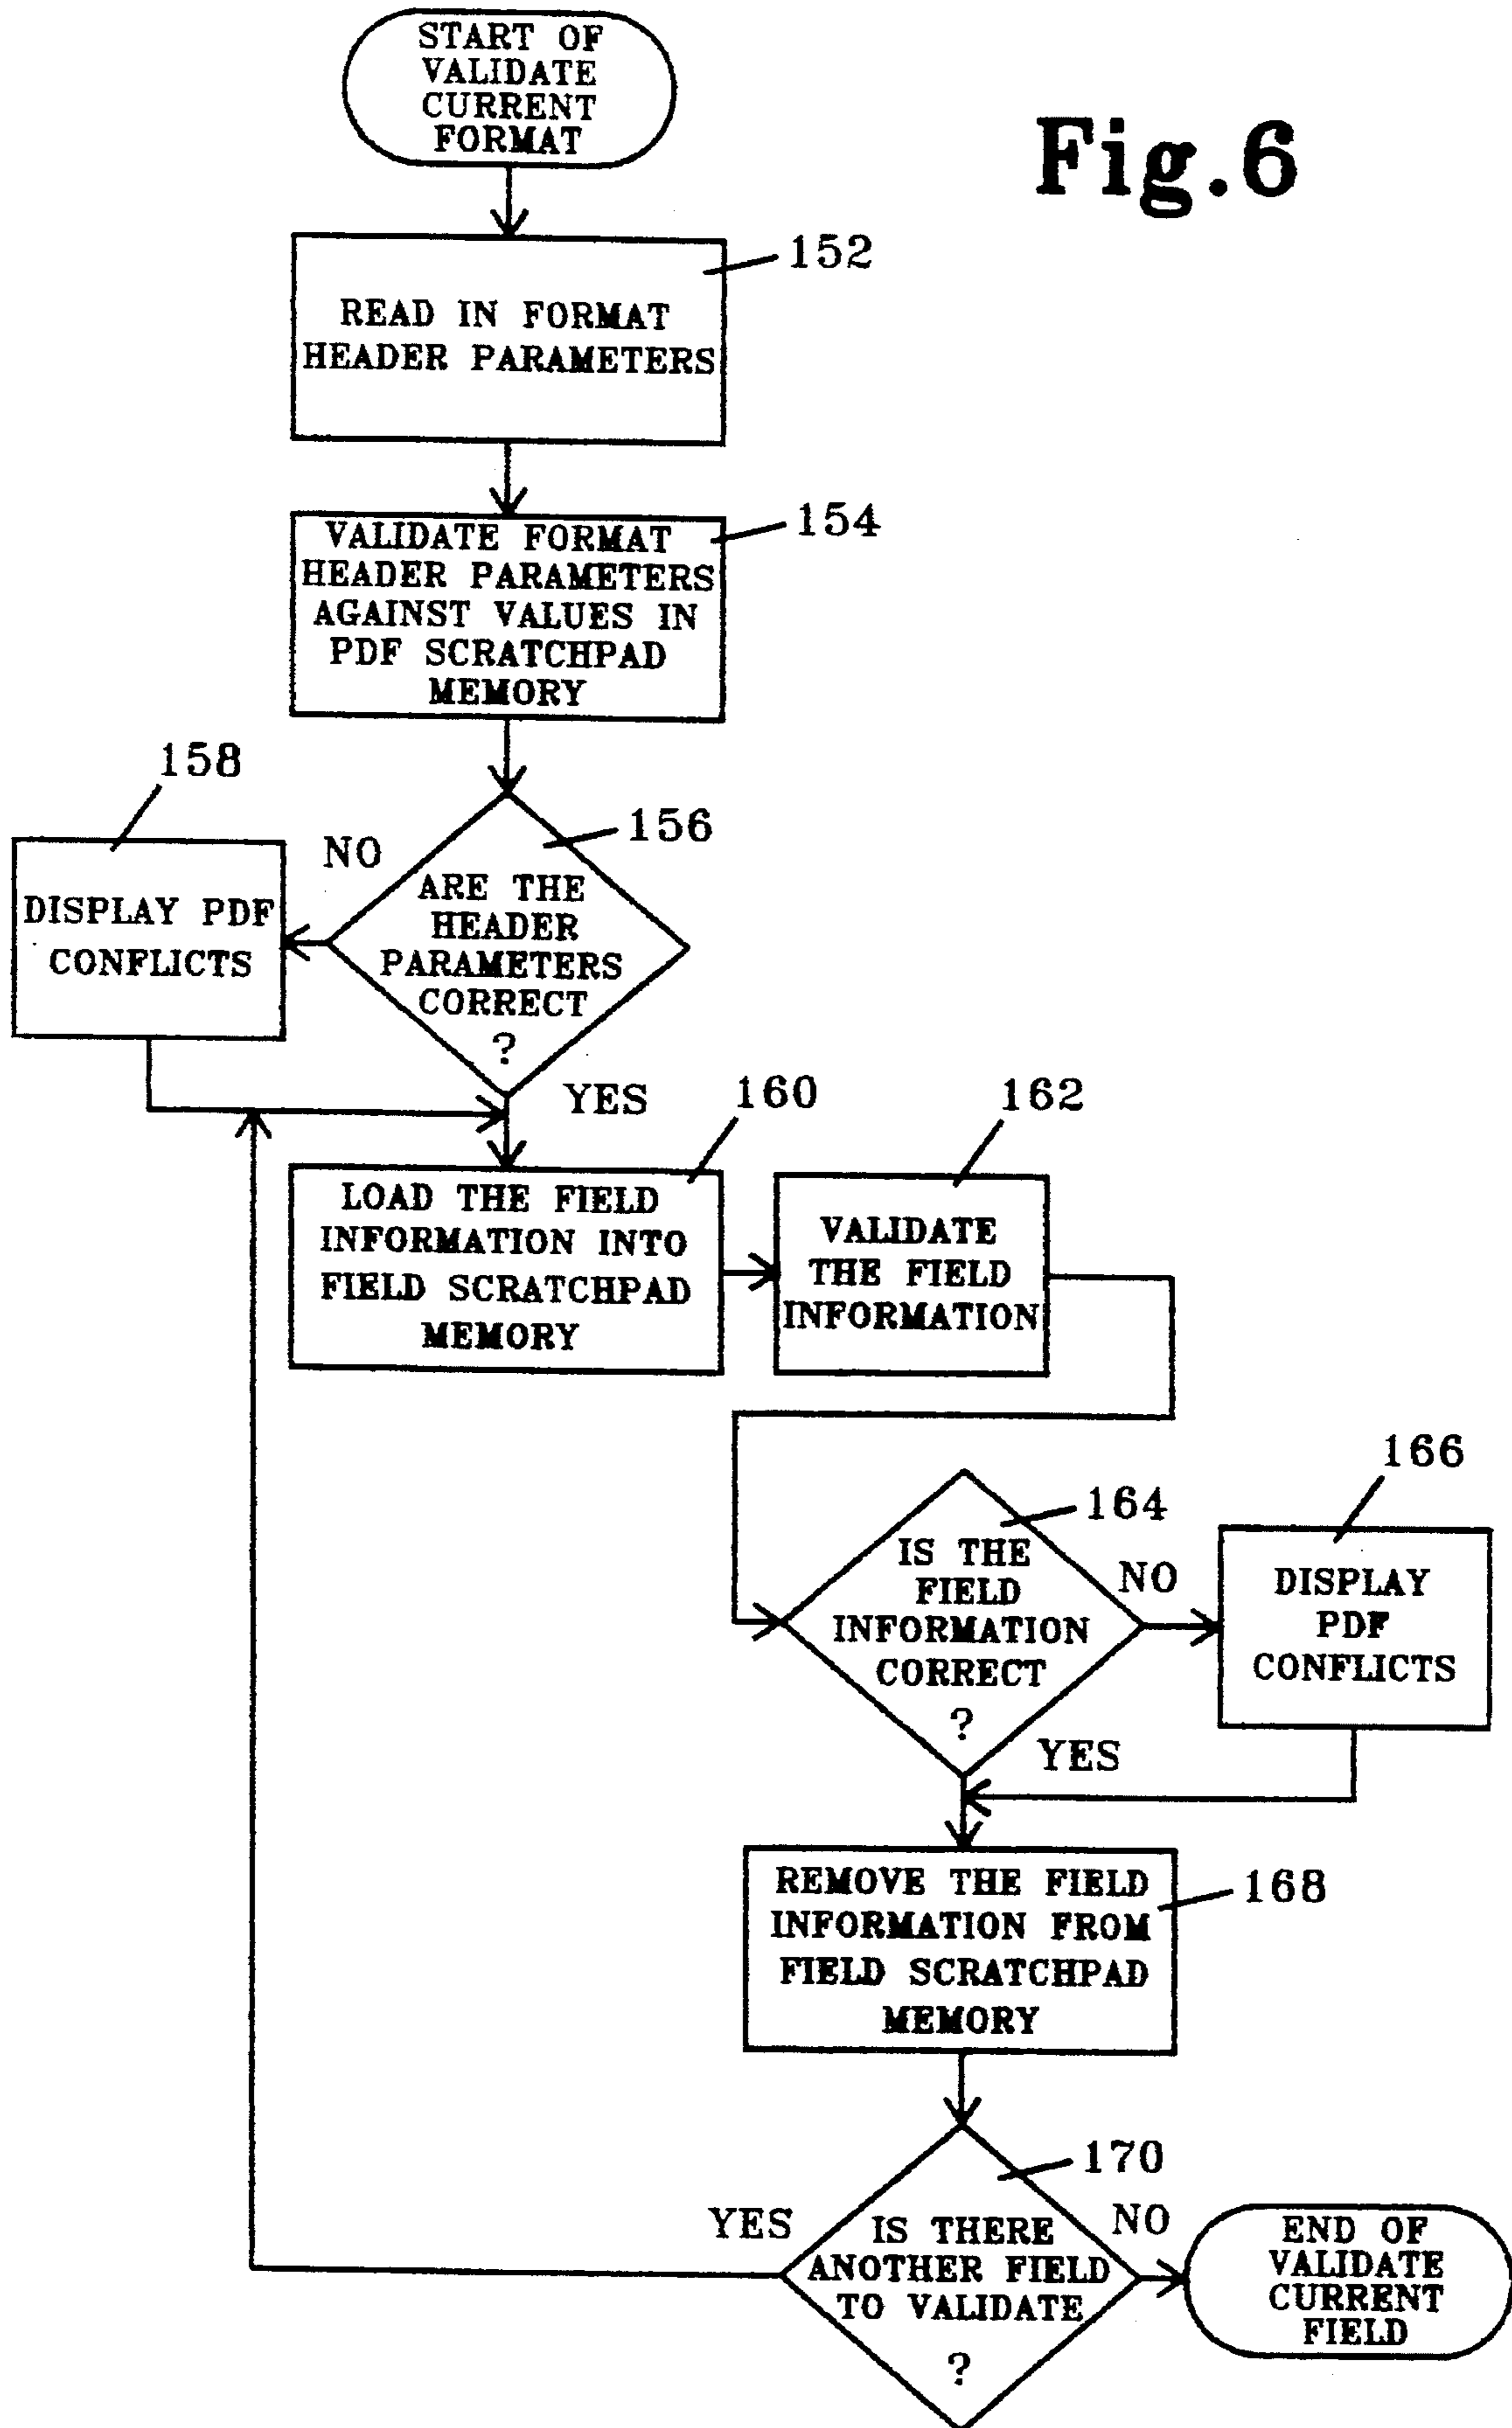 START OF
VALIDATE
CURRENT
FORMAT
Fig.6
152
READ IN FORMAT
HEADER PARAMETERS
154
VALIDATE FORMAT
HEADER PARAMETERS
AGAINST VALUES IN
PDF SCRATCHPAD
MEMORY
158
156
NO
DISPLAY PDF
CONFLICTS
ARE THE
HEADER
PARAMETERS
CORRECT
?
YES
160
162
LOAD THE FIELD
INFORMATION INTO
FIELD SCRATCHPAD
MEMORY
VALIDATE
THE FIELD
INFORMATION
164
166
IS THE
FIELD
INFORMATION
CORRECT
?
NO
DISPLAY
PDF
CONFLICTS
YES
REMOVE THE FIELD
INFORMATION FROM
FIELD SCRATCHPAD
MEMORY
168
170
YES
IS THERE
ANOTHER FIELD
TO VALIDATE
?
NO
END OF
VALIDATE
CURRENT
FIELD